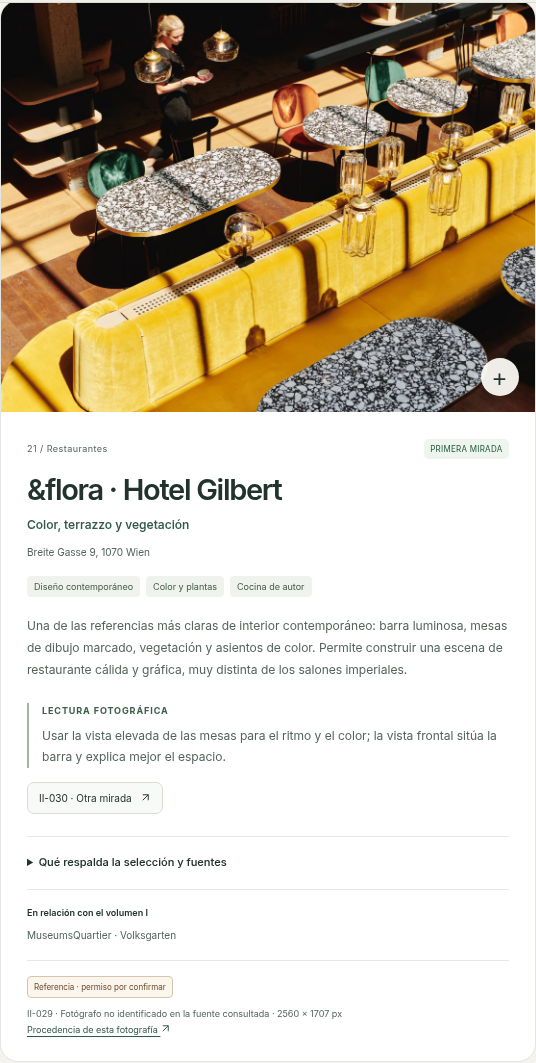 +
21 / Restaurantes
PRIMERA MIRADA
&flora · Hotel Gilbert
Color, terrazzo y vegetación
Breite Gasse 9, 1070 Wien
Diseño contemporáneo
Color y plantas
Cocina de autor
Una de las referencias más claras de interior contemporáneo: barra luminosa, mesas
de dibujo marcado, vegetación y asientos de color. Permite construir una escena de
restaurante cálida y gráfica, muy distinta de los salones imperiales.
LECTURA FOTOGRÁFICA
Usar la vista elevada de las mesas para el ritmo y el color; la vista frontal sitúa la
barra y explica mejor el espacio.
II-030 · Otra mirada ↗
▶ Qué respalda la selección y fuentes
En relación con el volumen I
MuseumsQuartier · Volksgarten
Referencia · permiso por confirmar
II-029 · Fotógrafo no identificado en la fuente consultada · 2560 × 1707 px
Procedencia de esta fotografía ↗